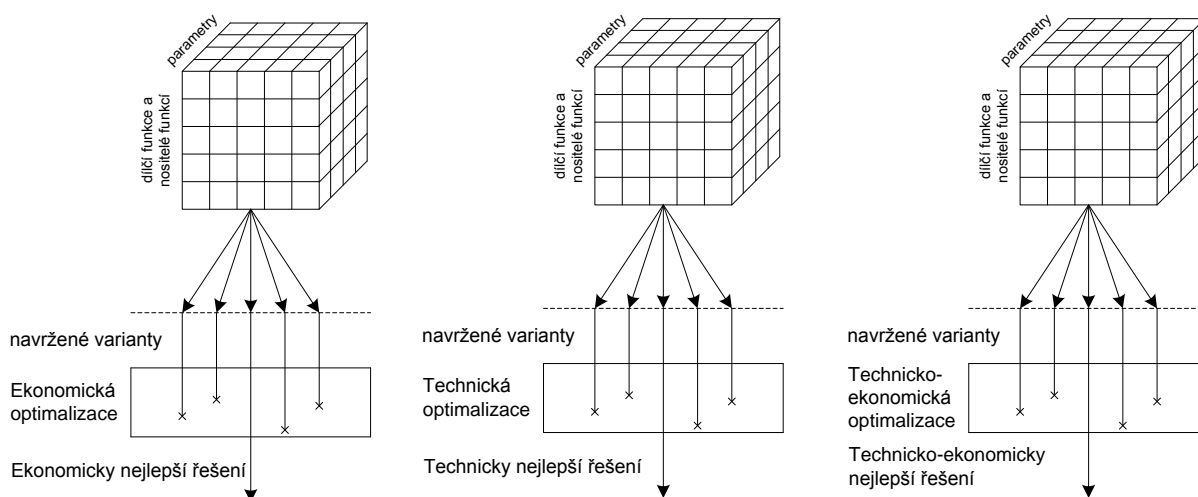 parametry
dílčí funkce a
nositelé funkcí
navržené varianty
Ekonomická
optimalizace
Ekonomicky nejlepší řešení
parametry
dílčí funkce a
nositelé funkcí
navržené varianty
Technická
optimalizace
Technicky nejlepší řešení
parametry
dílčí funkce a
nositelé funkcí
navržené varianty
Technicko-
ekonomická
optimalizace
Technicko-ekonomicky
nejlepší řešení